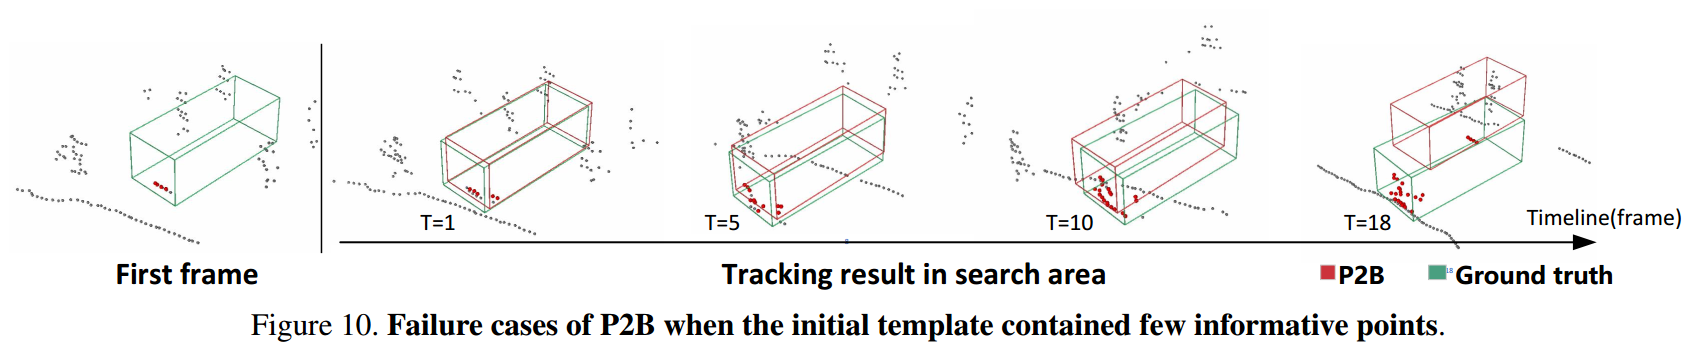 T=1
T=5
T=10
T=18
Timeline(frame)
First frame
Tracking result in search area
P2B
18
Ground truth
Figure 10. Failure cases of P2B when the initial template contained few informative points.